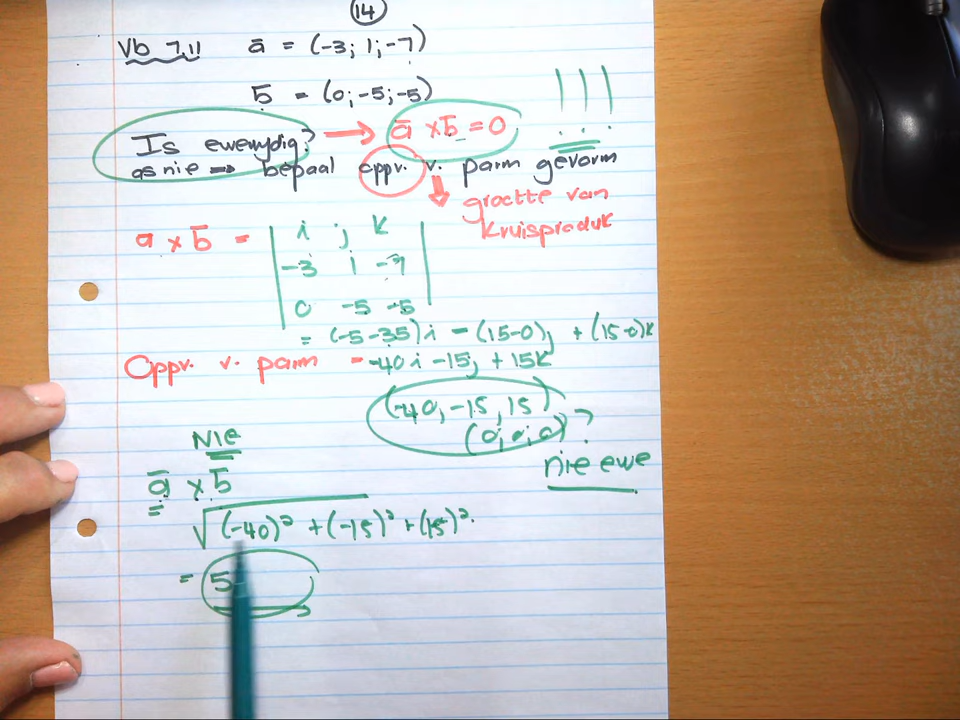 14
Vb 7.11 ā = (-3; 1; -7)
b̄ = (0; -5; -5)
Is ewewydig? → ā x b̄ = 0
as nie → bepaal oppv. v. parm gevorm
grootte van
kruisproduk
a x b̄ = | i j k |
-3 1 -7
0 -5 -5
= (-5-35)i - (15-0)j + (15-0)k
Oppv. v. parm = -40i -15j + 15k
(-40, -15, 15)
(0, 0, 0) ?
Nie
nie ewe
ā x b̄
=
√(-40)² + (-15)² + (15)²
= 5